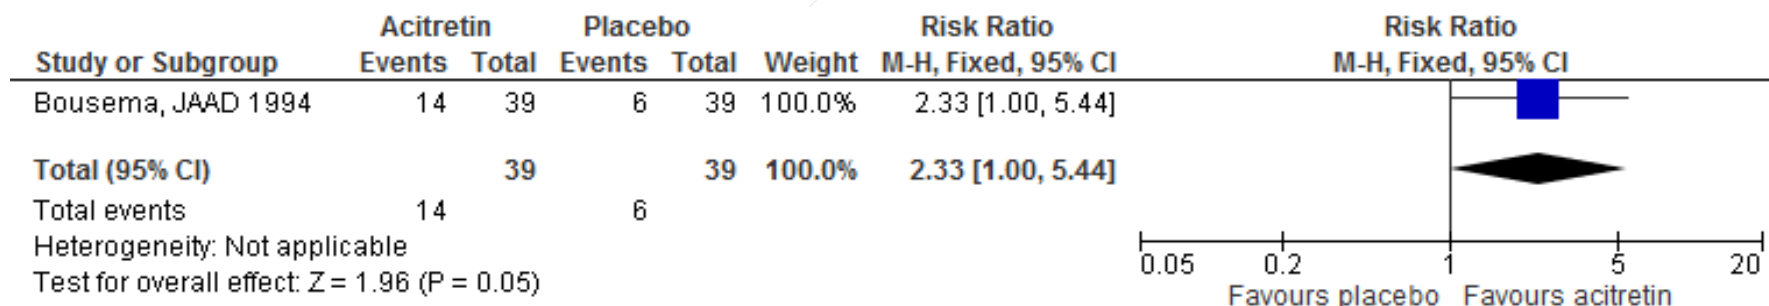 Acitretin Placebo Risk Ratio Risk Ratio
Study or Subgroup Events Total Events Total Weight M-H, Fixed, 95% CI M-H, Fixed, 95% CI
Bousema, JAAD 1994 14 39 6 39 100.0% 2.33 [1.00, 5.44]
Total (95% CI) 39 39 100.0% 2.33 [1.00, 5.44]
Total events 14 6
Heterogeneity: Not applicable
Test for overall effect: Z = 1.96 (P = 0.05)
0.05 0.2 1 5 20
Favours placebo Favours acitretin